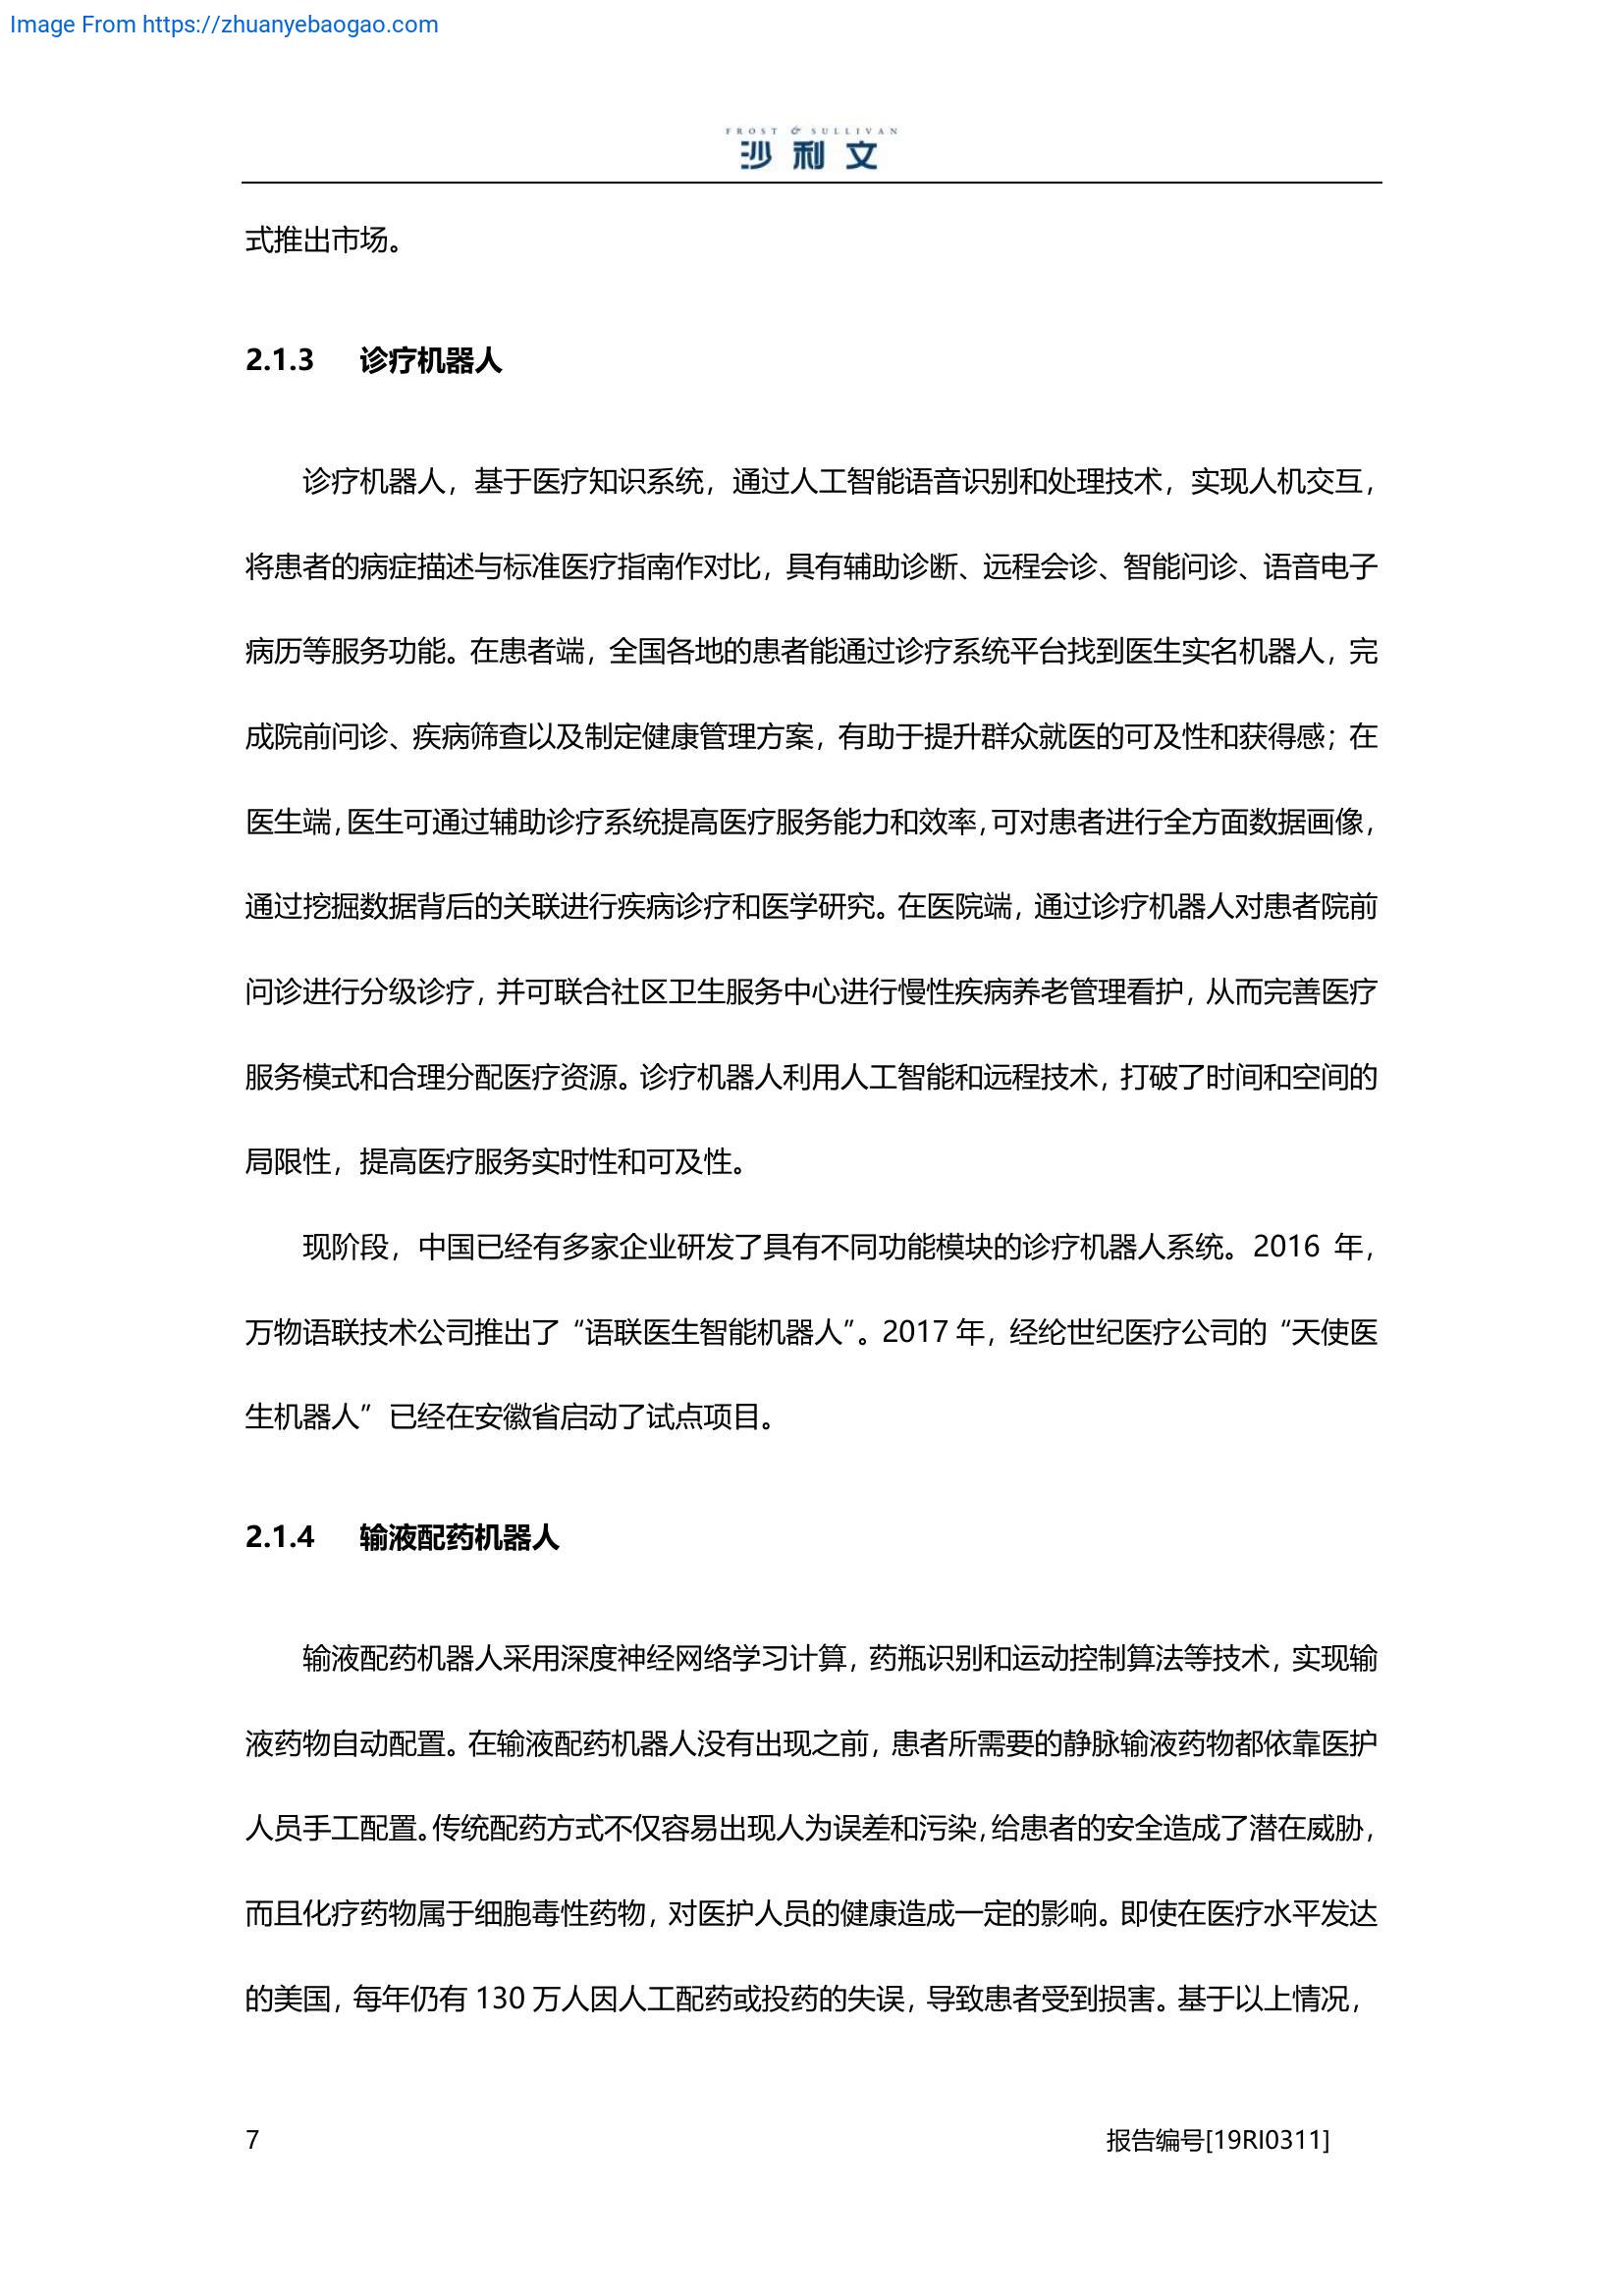 Image From https://zhuanyebaogao.com
FROST & SULLIVAN
沙利文
式推出市场。
2.1.3 诊疗机器人
诊疗机器人，基于医疗知识系统，通过人工智能语音识别和处理技术，实现人机交互，
将患者的病症描述与标准医疗指南作对比，具有辅助诊断、远程会诊、智能问诊、语音电子
病历等服务功能。在患者端，全国各地的患者能通过诊疗系统平台找到医生实名机器人，完
成院前问诊、疾病筛查以及制定健康管理方案，有助于提升群众就医的可及性和获得感；在
医生端，医生可通过辅助诊疗系统提高医疗服务能力和效率，可对患者进行全方面数据画像，
通过挖掘数据背后的关联进行疾病诊疗和医学研究。在医院端，通过诊疗机器人对患者院前
问诊进行分级诊疗，并可联合社区卫生服务中心进行慢性疾病养老管理看护，从而完善医疗
服务模式和合理分配医疗资源。诊疗机器人利用人工智能和远程技术，打破了时间和空间的
局限性，提高医疗服务实时性和可及性。
现阶段，中国已经有多家企业研发了具有不同功能模块的诊疗机器人系统。2016 年，
万物语联技术公司推出了“语联医生智能机器人”。2017 年，经纶世纪医疗公司的“天使医
生机器人”已经在安徽省启动了试点项目。
2.1.4 输液配药机器人
输液配药机器人采用深度神经网络学习计算，药瓶识别和运动控制算法等技术，实现输
液药物自动配置。在输液配药机器人没有出现之前，患者所需要的静脉输液药物都依靠医护
人员手工配置。传统配药方式不仅容易出现人为误差和污染，给患者的安全造成了潜在威胁，
而且化疗药物属于细胞毒性药物，对医护人员的健康造成一定的影响。即使在医疗水平发达
的美国，每年仍有 130 万人因人工配药或投药的失误，导致患者受到损害。基于以上情况，
7 报告编号[19RI0311]